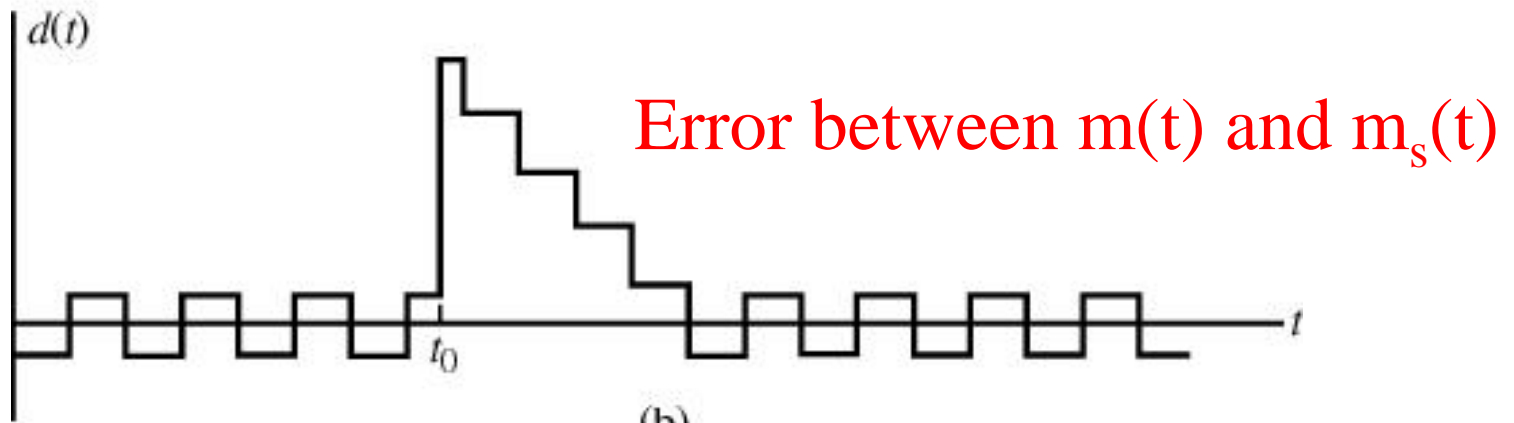 d(t)
Error between m(t) and mₛ(t)
t
t₀
(b)